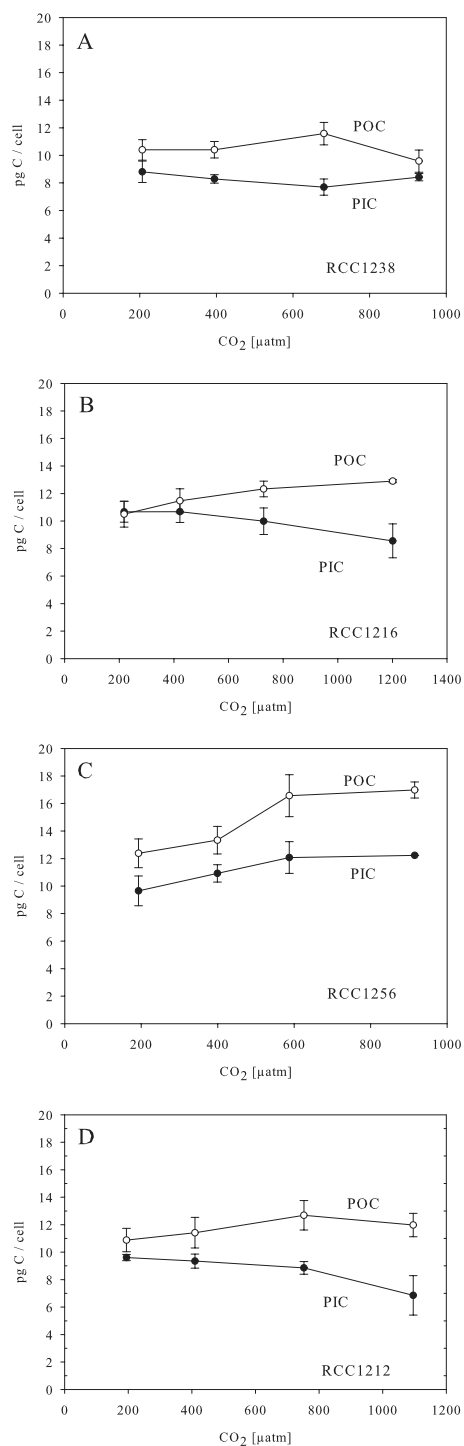 20
A
18
16
14
POC
12
pg C / cell
10
8
PIC
6
4
RCC1238
2
0
0 200 400 600 800 1000
CO2 [µatm]
20
B
18
16
POC
14
12
pg C / cell
10
8
PIC
6
4
RCC1216
2
0
0 200 400 600 800 1000 1200 1400
CO2 [µatm]
20
C
18
POC
16
14
12
pg C / cell
PIC
10
8
6
4
RCC1256
2
0
0 200 400 600 800 1000
CO2 [µatm]
20
D
18
16
14
POC
12
pg C / cell
10
8
PIC
6
4
2
RCC1212
0
0 200 400 600 800 1000 1200
CO2 [µatm]